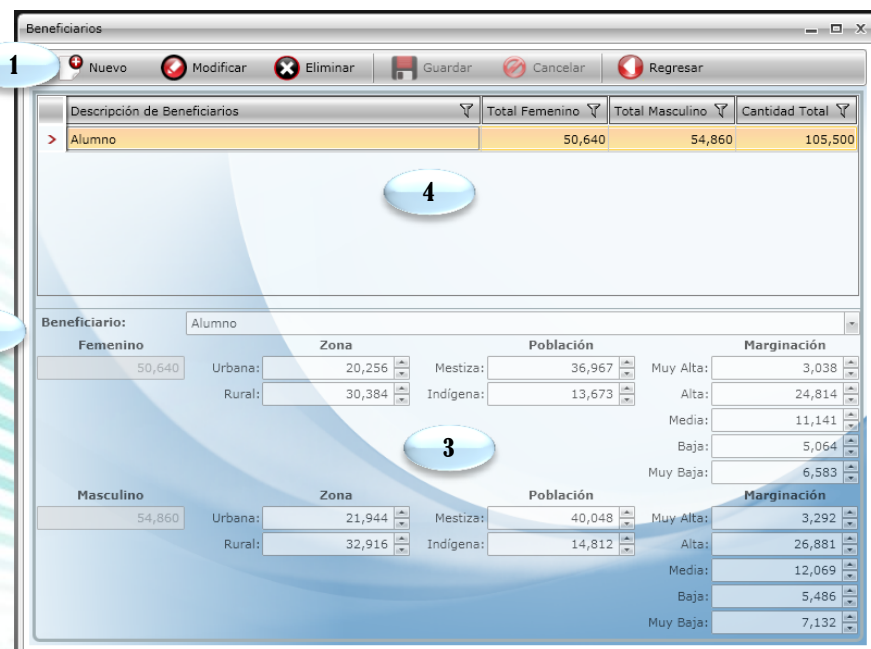 Beneficiarios
1 Nuevo Modificar Eliminar Guardar Cancelar Regresar
Descripción de Beneficiarios Total Femenino Total Masculino Cantidad Total
> Alumno 50,640 54,860 105,500
4
Beneficiario: Alumno
Femenino Zona Población Marginación
50,640 Urbana: 20,256 Mestiza: 36,967 Muy Alta: 3,038
Rural: 30,384 Indígena: 13,673 Alta: 24,814
Media: 11,141
3 Baja: 5,064
Muy Baja: 6,583
Masculino Zona Población Marginación
54,860 Urbana: 21,944 Mestiza: 40,048 Muy Alta: 3,292
Rural: 32,916 Indígena: 14,812 Alta: 26,881
Media: 12,069
Baja: 5,486
Muy Baja: 7,132